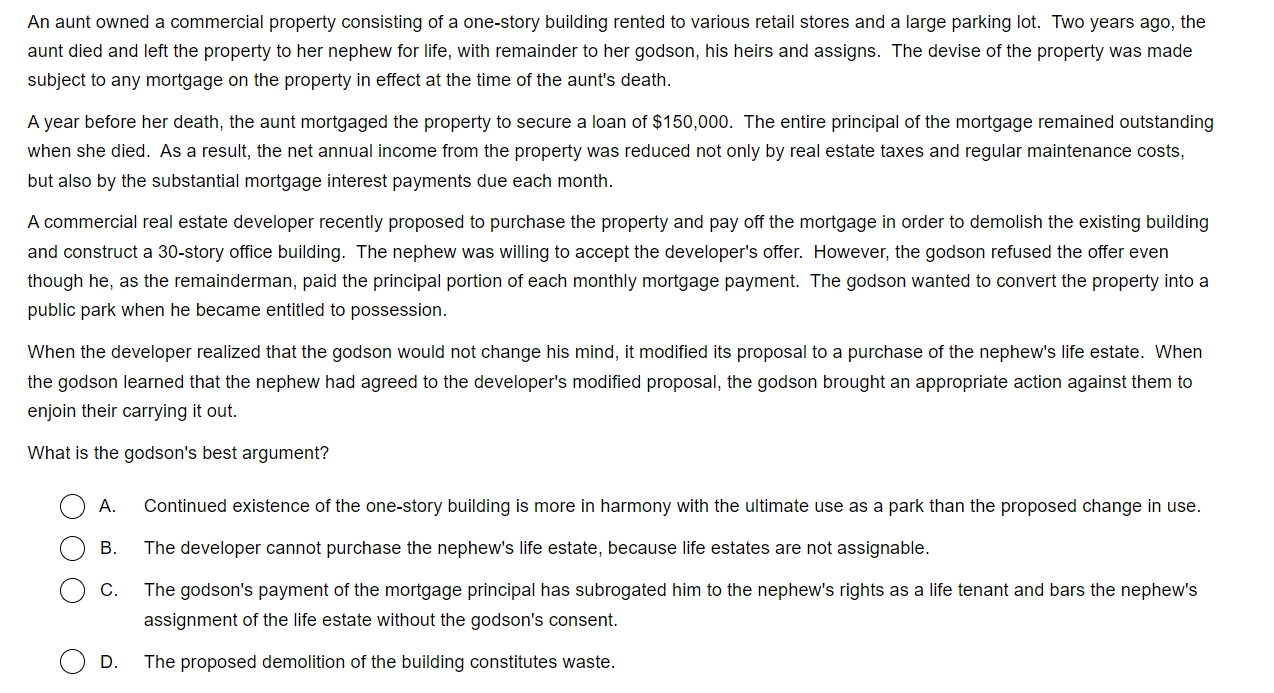 An aunt owned a commercial property consisting of a one-story building rented to various retail stores and a large parking lot.  Two years ago, the
aunt died and left the property to her nephew for life, with remainder to her godson, his heirs and assigns.  The devise of the property was made
subject to any mortgage on the property in effect at the time of the aunt's death.
A year before her death, the aunt mortgaged the property to secure a loan of $150,000.  The entire principal of the mortgage remained outstanding
when she died.  As a result, the net annual income from the property was reduced not only by real estate taxes and regular maintenance costs,
but also by the substantial mortgage interest payments due each month.
A commercial real estate developer recently proposed to purchase the property and pay off the mortgage in order to demolish the existing building
and construct a 30-story office building.  The nephew was willing to accept the developer's offer.  However, the godson refused the offer even
though he, as the remainderman, paid the principal portion of each monthly mortgage payment.  The godson wanted to convert the property into a
public park when he became entitled to possession.
When the developer realized that the godson would not change his mind, it modified its proposal to a purchase of the nephew's life estate.  When
the godson learned that the nephew had agreed to the developer's modified proposal, the godson brought an appropriate action against them to
enjoin their carrying it out.
What is the godson's best argument?
A. Continued existence of the one-story building is more in harmony with the ultimate use as a park than the proposed change in use.
B. The developer cannot purchase the nephew's life estate, because life estates are not assignable.
C. The godson's payment of the mortgage principal has subrogated him to the nephew's rights as a life tenant and bars the nephew's
assignment of the life estate without the godson's consent.
D. The proposed demolition of the building constitutes waste.